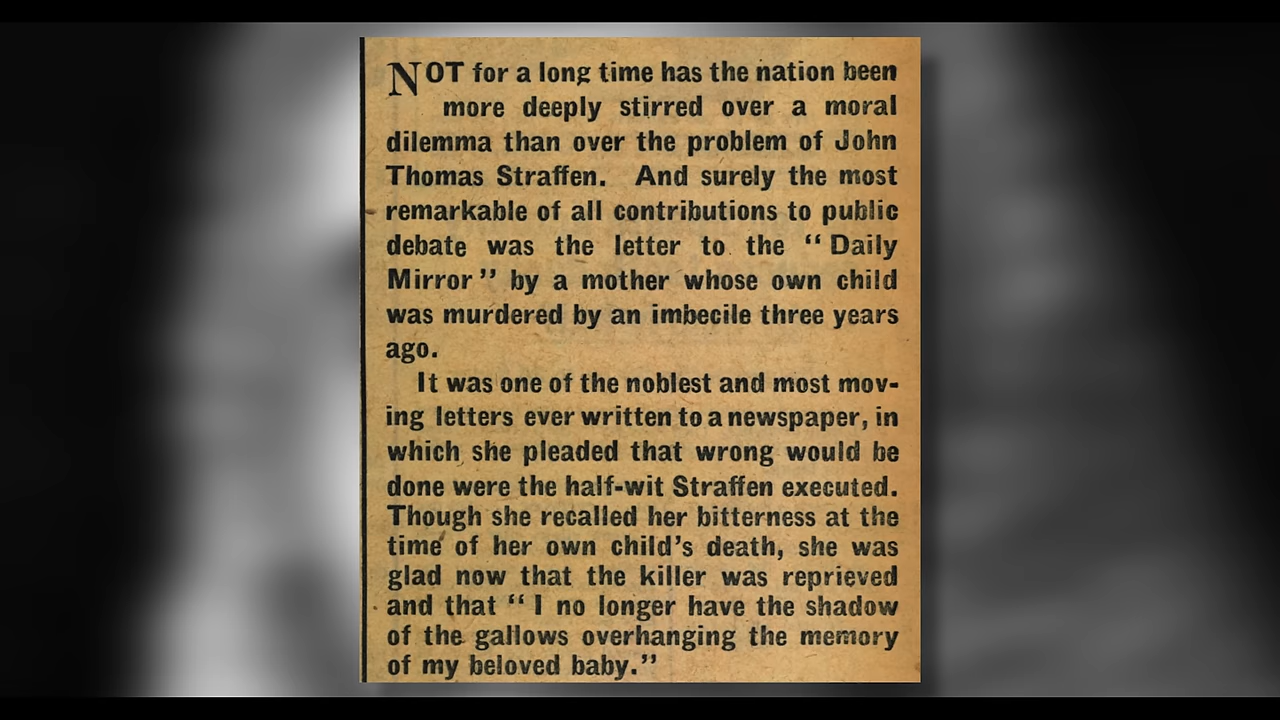 NOT for a long time has the nation been
more deeply stirred over a moral
dilemma than over the problem of John
Thomas Straffen. And surely the most
remarkable of all contributions to public
debate was the letter to the “Daily
Mirror” by a mother whose own child
was murdered by an imbecile three years
ago.
It was one of the noblest and most mov-
ing letters ever written to a newspaper, in
which she pleaded that wrong would be
done were the half-wit Straffen executed.
Though she recalled her bitterness at the
time of her own child’s death, she was
glad now that the killer was reprieved
and that “I no longer have the shadow
of the gallows overhanging the memory
of my beloved baby.”